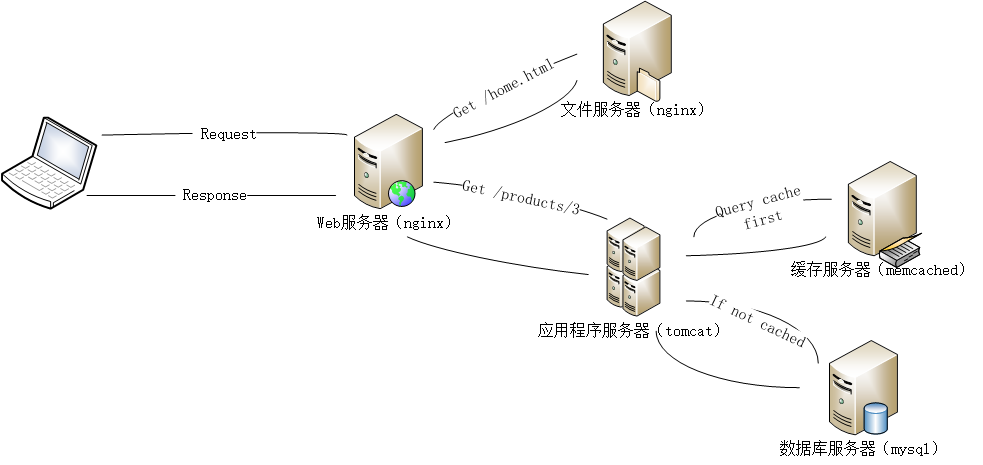 Get /home.html
文件服务器（nginx）
Request
Response
Web服务器（nginx）
Get /products/3
Query cache
first
缓存服务器（memcached）
If not cached
应用程序服务器（tomcat）
数据库服务器（mysql）